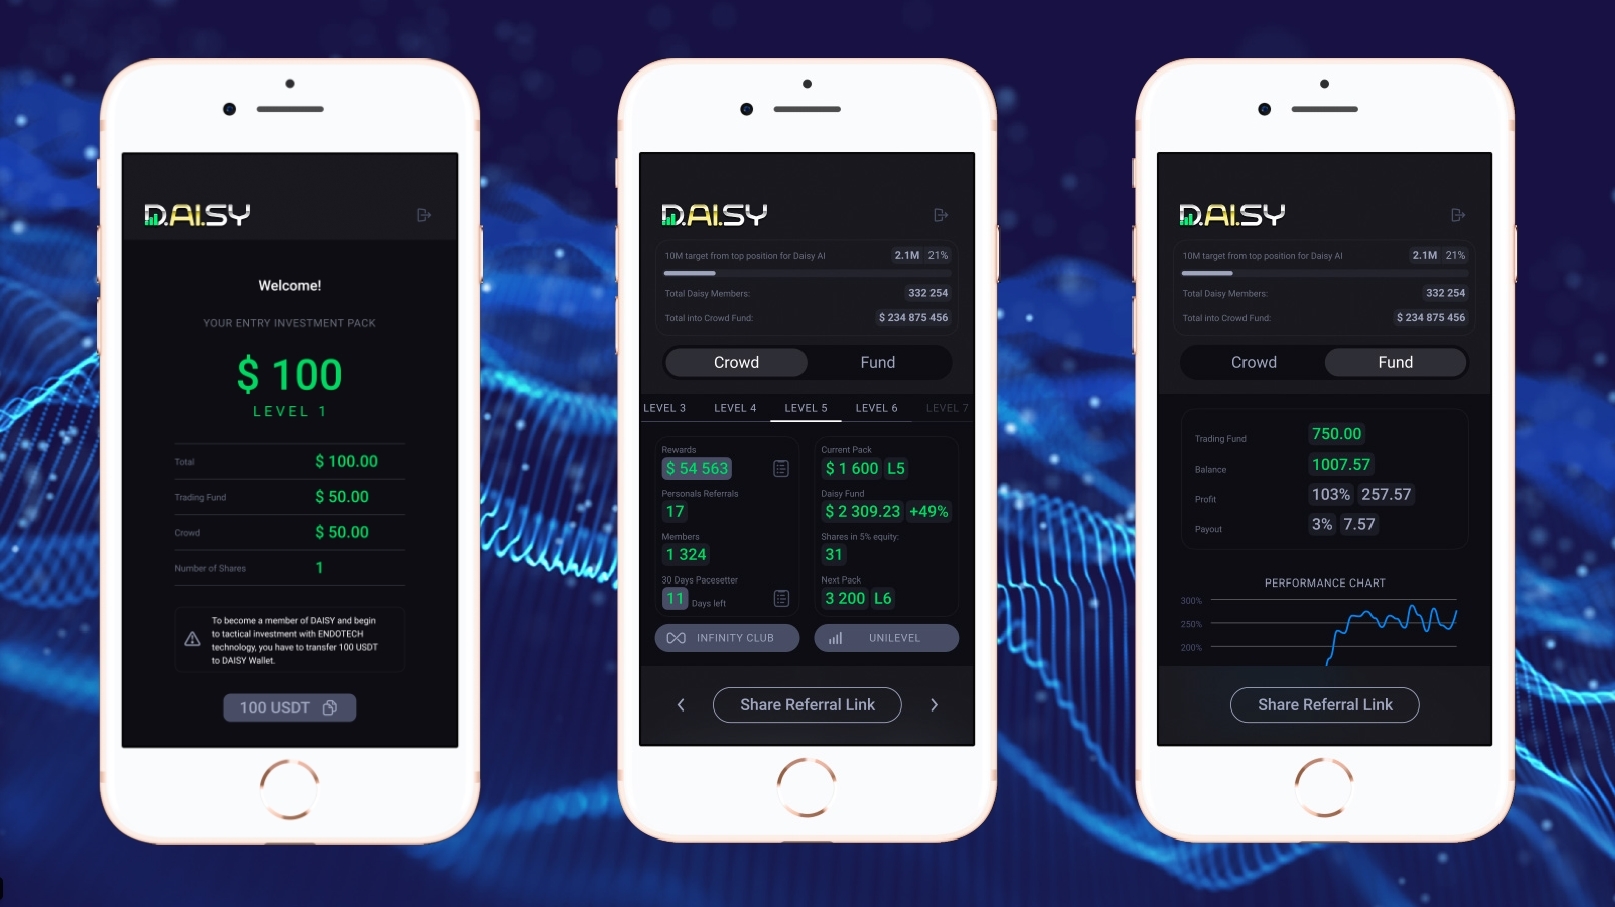 D.AI.SY
Welcome!
YOUR ENTRY INVESTMENT PACK
$ 100
LEVEL 1
Total $ 100.00
Trading Fund $ 50.00
Crowd $ 50.00
Number of Shares 1
To become a member of DAISY and begin
to tactical investment with ENDOTECH
technology, you have to transfer 100 USDT
to DAISY Wallet.
100 USDT
D.AI.SY
10M target from top position for Daisy AI 2.1M 21%
Total Daisy Members: 332 254
Total into Crowd Fund: $ 234 875 456
Crowd Fund
LEVEL 3 LEVEL 4 LEVEL 5 LEVEL 6 LEVEL 7
Rewards
$ 54 563
Personals Referrals
17
Members
1 324
30 Days Pacesetter
11 Days left
Current Pack
$ 1 600 L5
Daisy Fund
$ 2 309.23 +49%
Shares in 5% equity:
31
Next Pack
3 200 L6
INFINITY CLUB UNILEVEL
Share Referral Link
D.AI.SY
10M target from top position for Daisy AI 2.1M 21%
Total Daisy Members: 332 254
Total into Crowd Fund: $ 234 875 456
Crowd Fund
Trading Fund 750.00
Balance 1007.57
Profit 103% 257.57
Payout 3% 7.57
PERFORMANCE CHART
300%
250%
200%
Share Referral Link